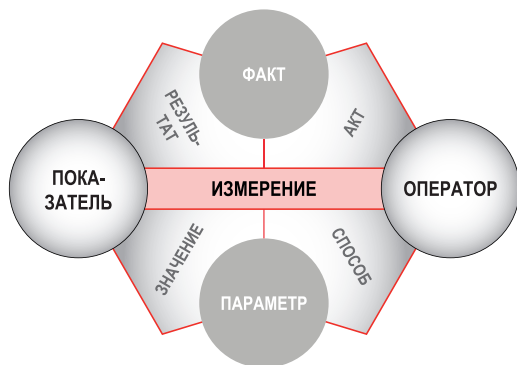 ФАКТ
РЕЗУЛЬ-
ТАТ
АКТ
ПОКА-
ЗАТЕЛЬ
ИЗМЕРЕНИЕ
ОПЕРАТОР
ЗНАЧЕНИЕ
СПОСОБ
ПАРАМЕТР